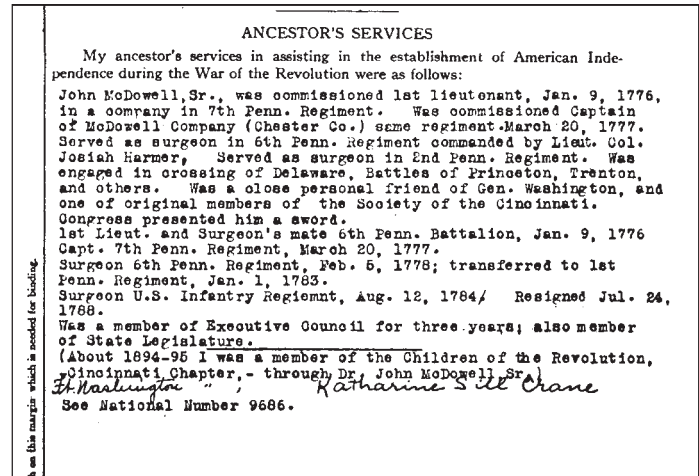 ANCESTOR'S SERVICES
My ancestor's services in assisting in the establishment of American Inde-
pendence during the War of the Revolution were as follows:
John McDowell, Sr., was commissioned 1st lieutenant, Jan. 9, 1776,
in a company in 7th Penn. Regiment. Was commissioned Captain
of McDowell Company (Chester Co.) same regiment.March 20, 1777.
Served as surgeon in 6th Penn. Regiment commanded by Lieut. Col.
Josiah Harmer, Served as surgeon in 2nd Penn. Regiment. Was
engaged in crossing of Delaware, Battles of Princeton, Trenton,
and others. Was a close personal friend of Gen. Washington, and
one of original members of the Society of the Cincinnati.
Congress presented him a sword.
1st Lieut. and Surgeon's mate 6th Penn. Battalion, Jan. 9, 1776
Capt. 7th Penn. Regiment, March 20, 1777.
Surgeon 6th Penn. Regiment, Feb. 5, 1778; transferred to 1st
Penn. Regiment, Jan. 1, 1783.
Surgeon U.S. Infantry Regiemnt, Aug. 12, 1784/ Resigned Jul. 24,
1788.
Was a member of Executive Council for three years; also member
of State Legislature.
(About 1894-95 I was a member of the Children of the Revolution,
Cincinnati Chapter,- through Dr. John McDowell Sr.)
Ft. Washington " ; Katharine Sill Crane
See National Number 9686.
h on this margin which is needed for binding.